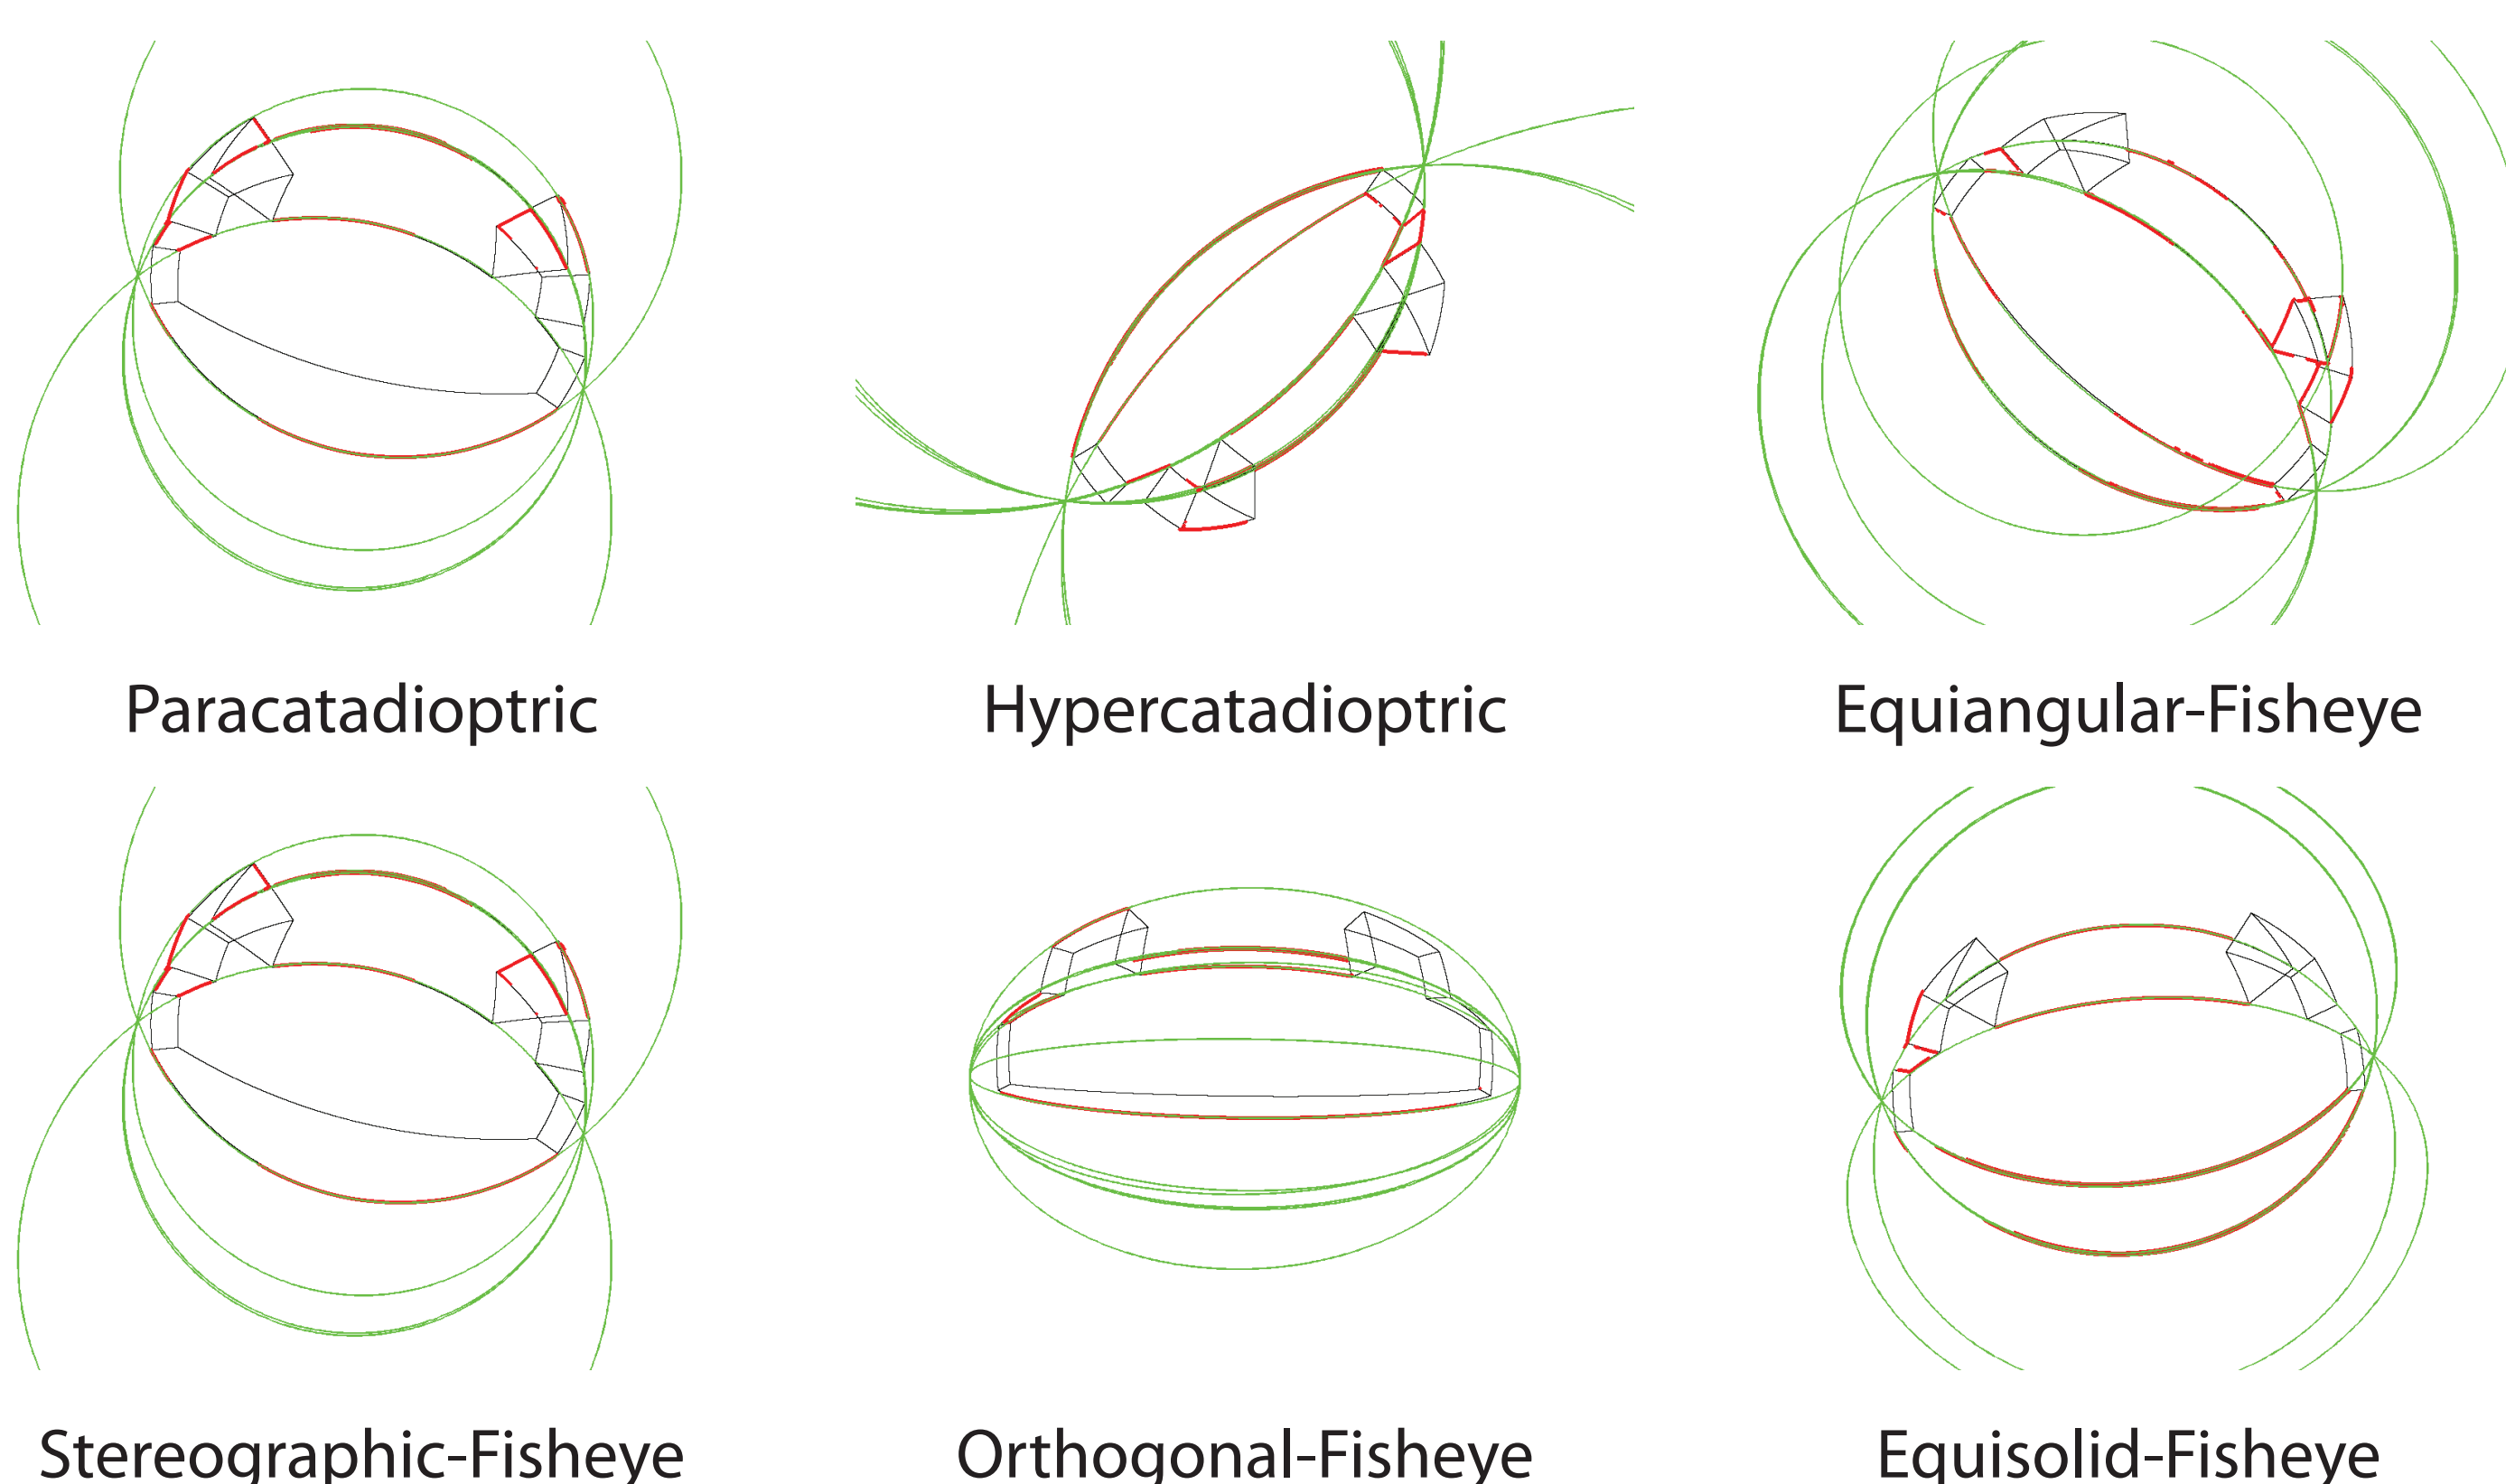 Paracatadioptric
Hypercatadioptric
Equiangular-Fisheye
Stereographic-Fisheye
Orthogonal-Fisheye
Equisolid-Fisheye